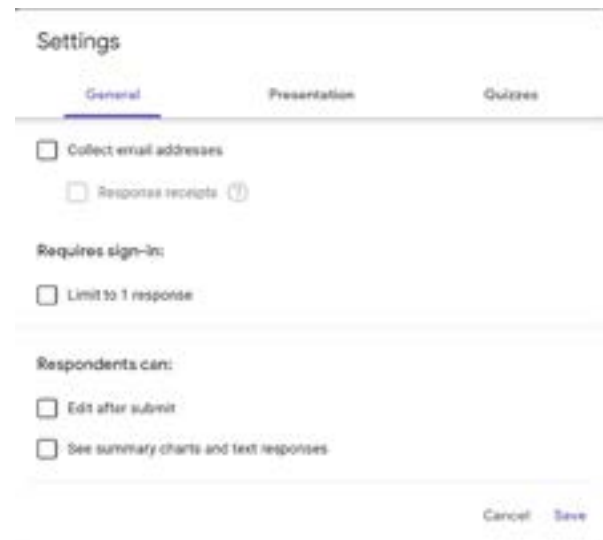 Settings
General Presentation Quizzes
Collect email addresses
Response receipts ?
Requires sign-in:
Limit to 1 response
Respondents can:
Edit after submit
See summary charts and text responses
Cancel Save